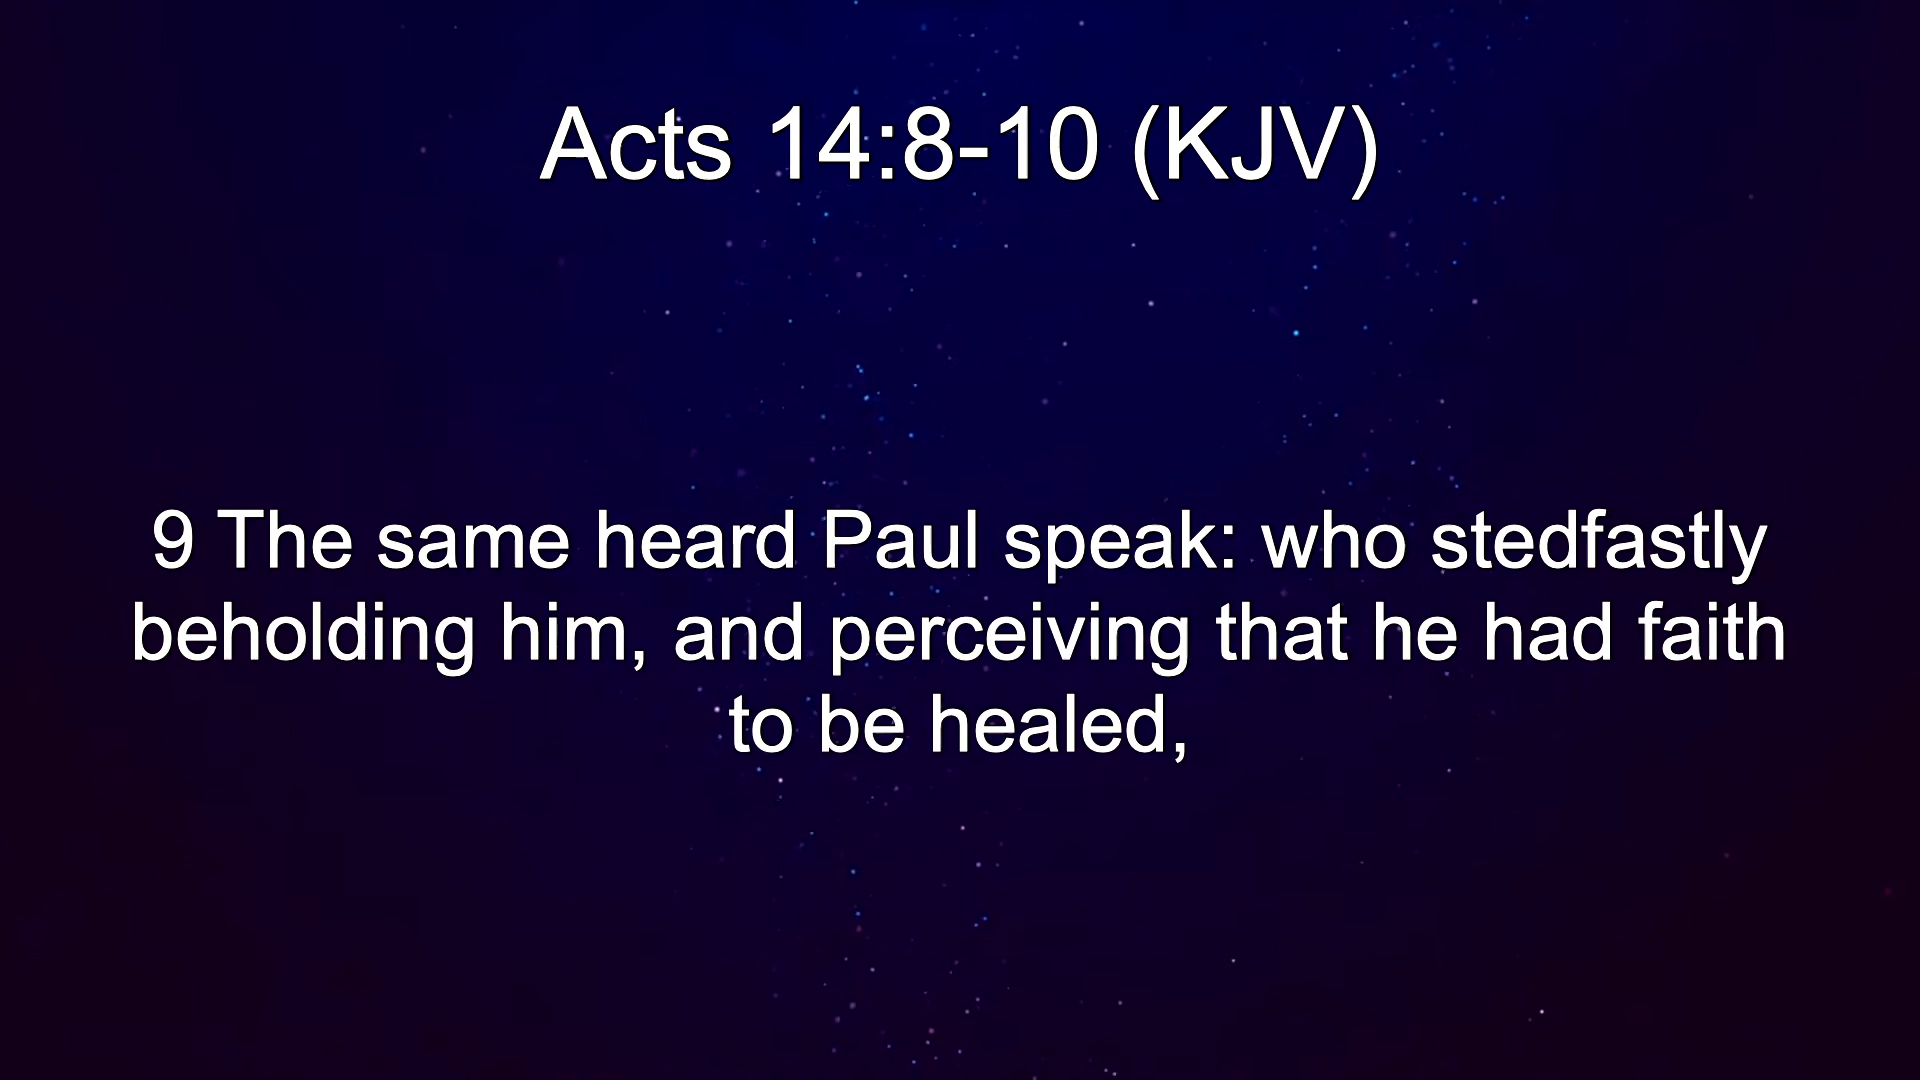 Acts 14:8-10 (KJV)
9 The same heard Paul speak: who stedfastly
beholding him, and perceiving that he had faith
to be healed,